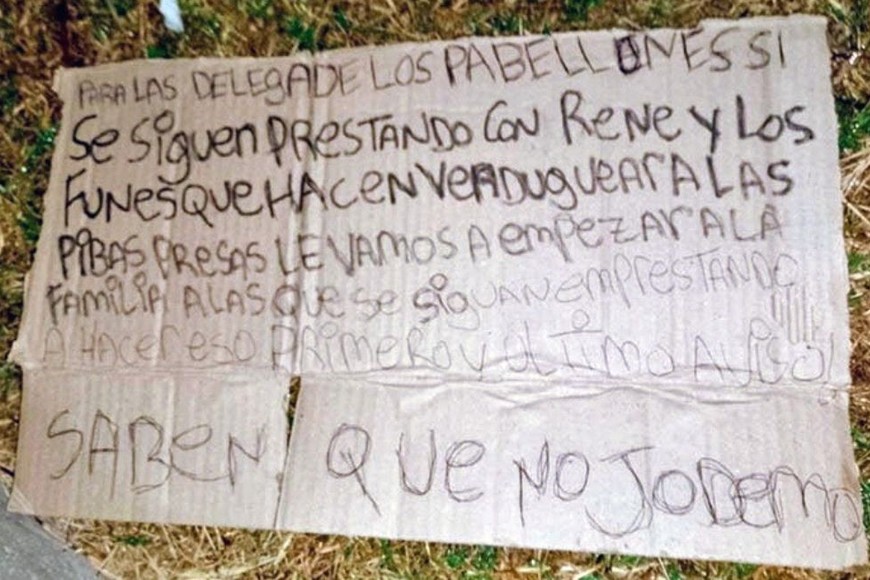 PARA LAS DELEGADE LOS PABELLONES SI
Se SiGuen PRESTANDO CON ReNe y LOS
FUNeS QUe HACeN VeRDUGUeAr A LAS
PiBAS PRESAS LE VAMOS A empeZAr A LA
FAMiLiA A LAS QUe Se SiGUAN emPreSTANDO
A HACer eSO PRiMeRO Y ULTiMO AViSO!
SABeN QUe NO JODemo